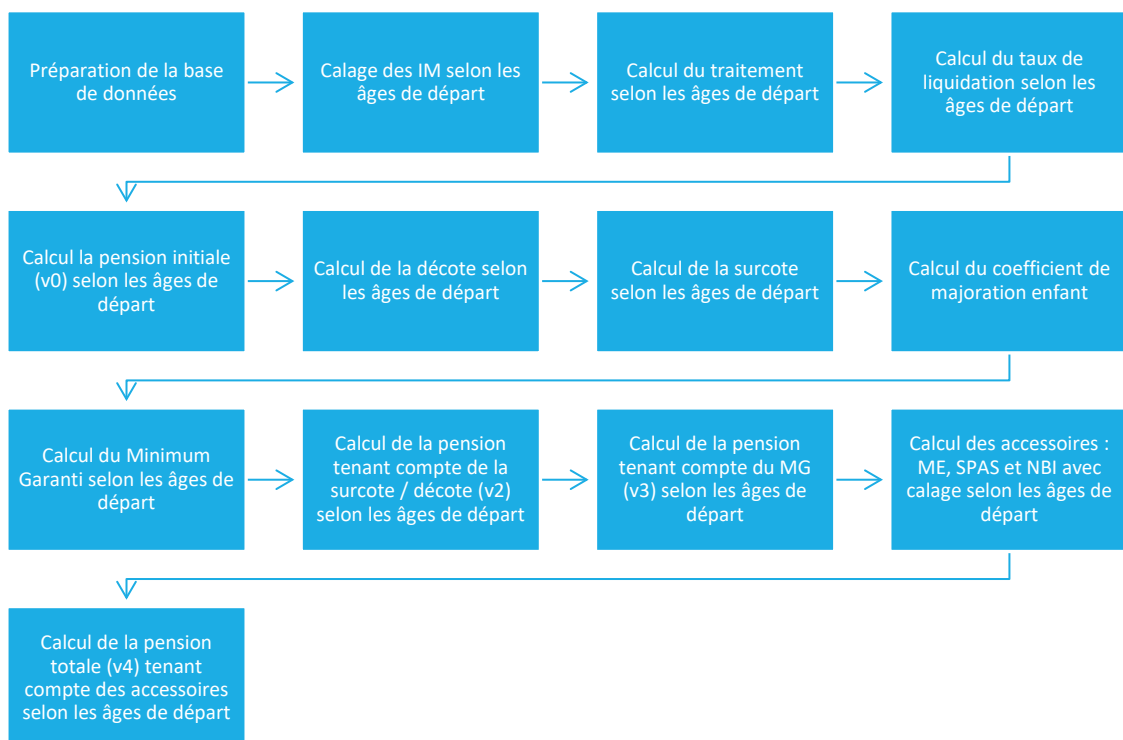 Préparation de la base
de données
Calage des IM selon les
âges de départ
Calcul du traitement
selon les âges de départ
Calcul du taux de
liquidation selon les
âges de départ
Calcul la pension initiale
(v0) selon les âges de
départ
Calcul de la décote selon
les âges de départ
Calcul de la surcote
selon les âges de départ
Calcul du coefficient de
majoration enfant
Calcul du Minimum
Garanti selon les âges de
départ
Calcul de la pension
tenant compte de la
surcote / décote (v2)
selon les âges de départ
Calcul de la pension
tenant compte du MG
(v3) selon les âges de
départ
Calcul des accessoires :
ME, SPAS et NBI avec
calage selon les âges de
départ
Calcul de la pension
totale (v4) tenant
compte des accessoires
selon les âges de départ